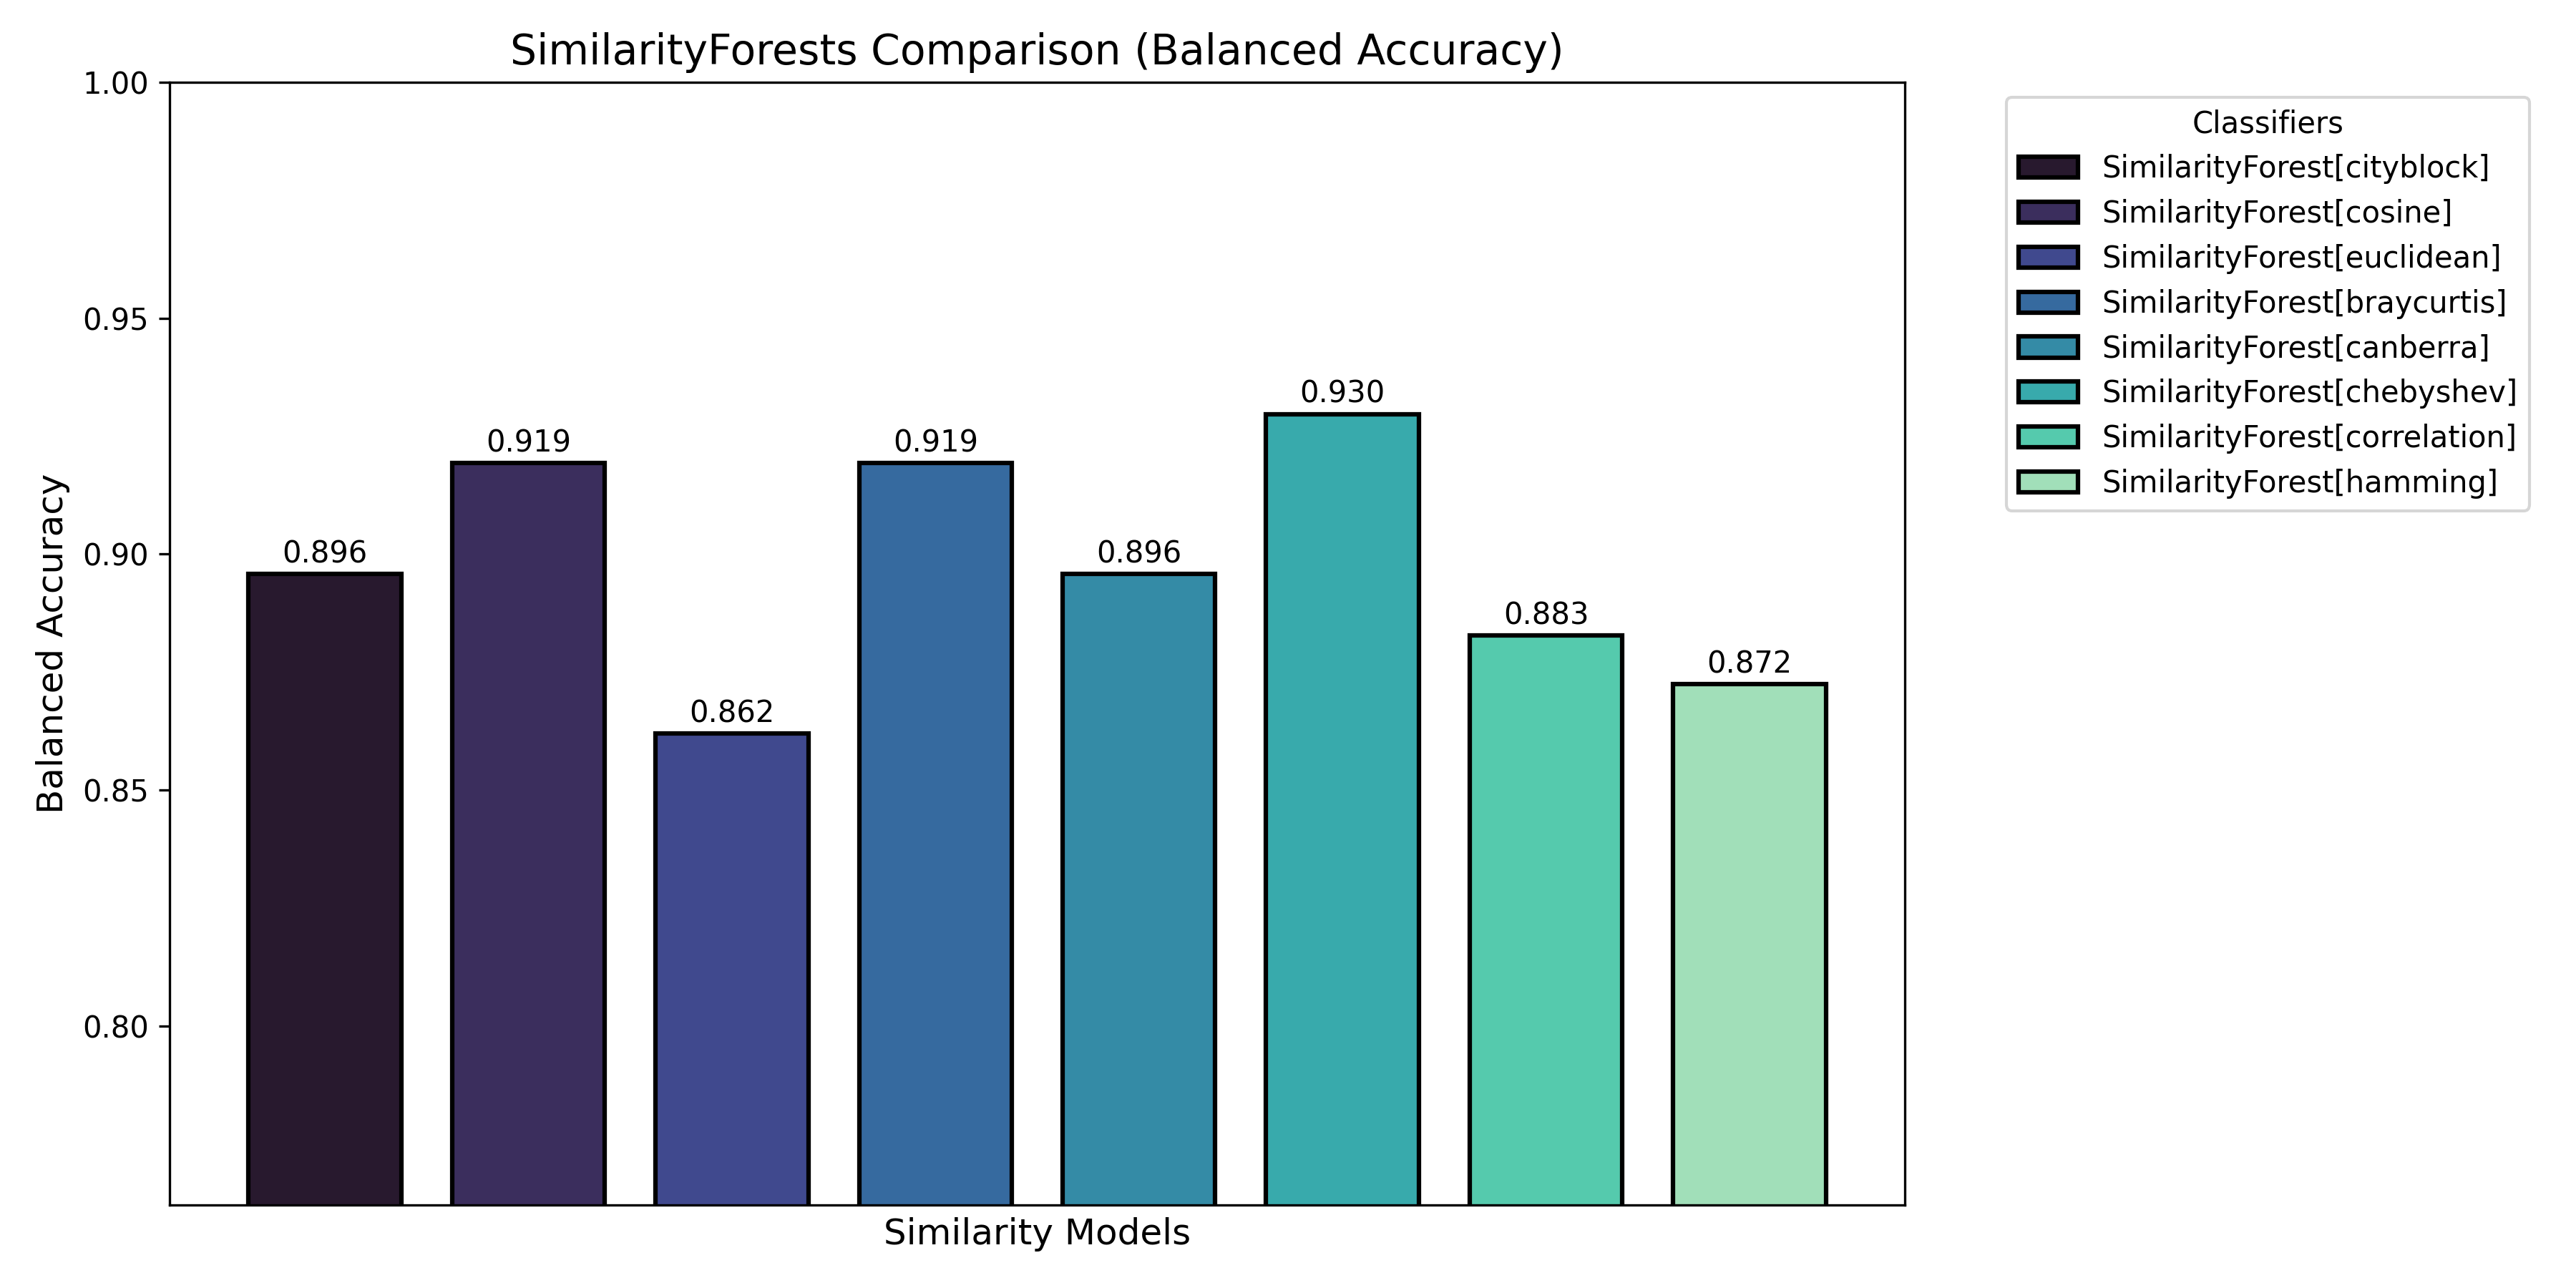 SimilarityForests Comparison (Balanced Accuracy)
Balanced Accuracy
1.00
0.95
0.90
0.85
0.80
0.896
0.919
0.862
0.919
0.896
0.930
0.883
0.872
Similarity Models
Classifiers
SimilarityForest[cityblock]
SimilarityForest[cosine]
SimilarityForest[euclidean]
SimilarityForest[braycurtis]
SimilarityForest[canberra]
SimilarityForest[chebyshev]
SimilarityForest[correlation]
SimilarityForest[hamming]